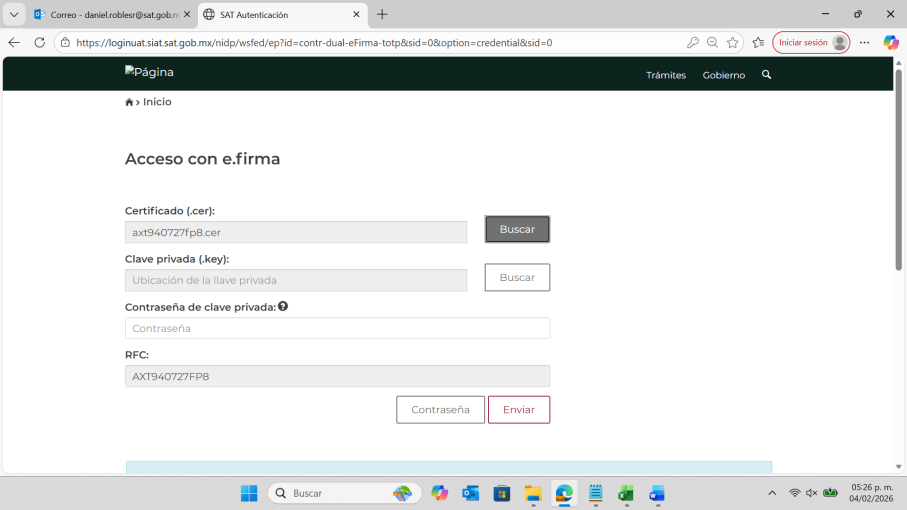 Correo - daniel.roblesr@sat.gob.m
SAT Autenticación
https://loginuat.siat.sat.gob.mx/nidp/wsfed/ep?id=contr-dual-eFirma-totp&sid=0&option=credential&sid=0
Iniciar sesión
Página
Trámites Gobierno
Inicio
Acceso con e.firma
Certificado (.cer):
axt940727fp8.cer
Buscar
Clave privada (.key):
Ubicación de la llave privada
Buscar
Contraseña de clave privada:
Contraseña
RFC:
AXT940727FP8
Contraseña Enviar
Buscar
05:26 p. m.
04/02/2026